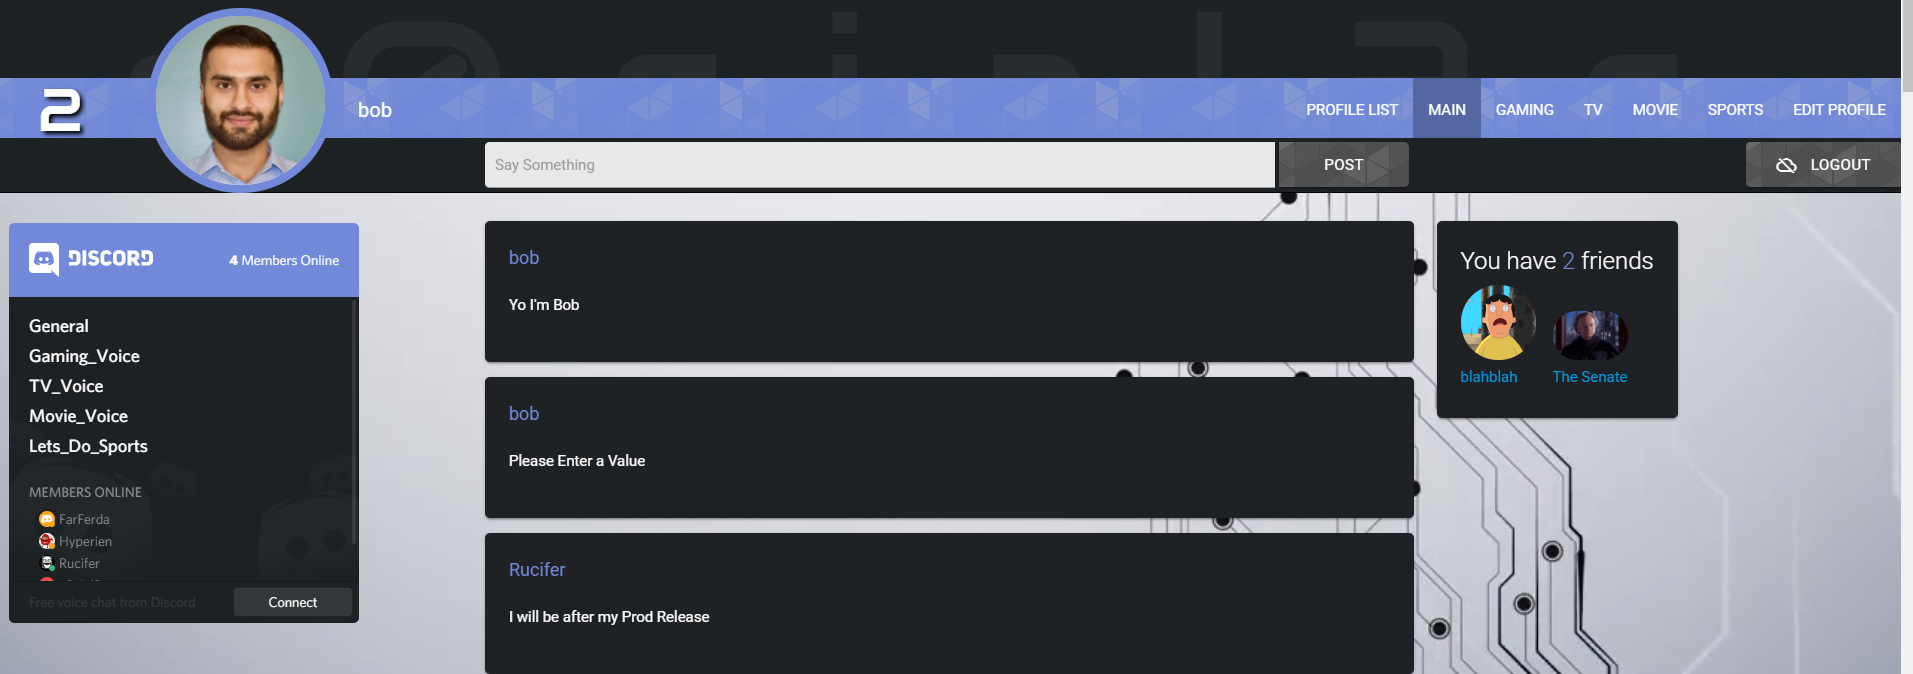 2
bob
PROFILE LIST
MAIN
GAMING
TV
MOVIE
SPORTS
EDIT PROFILE
Say Something
POST
LOGOUT
DISCORD
4 Members Online
General
Gaming_Voice
TV_Voice
Movie_Voice
Lets_Do_Sports
MEMBERS ONLINE
FarFerda
Hyperien
Rucifer
Free voice chat from Discord
Connect
bob
Yo I'm Bob
bob
Please Enter a Value
Rucifer
I will be after my Prod Release
You have 2 friends
blahblah
The Senate